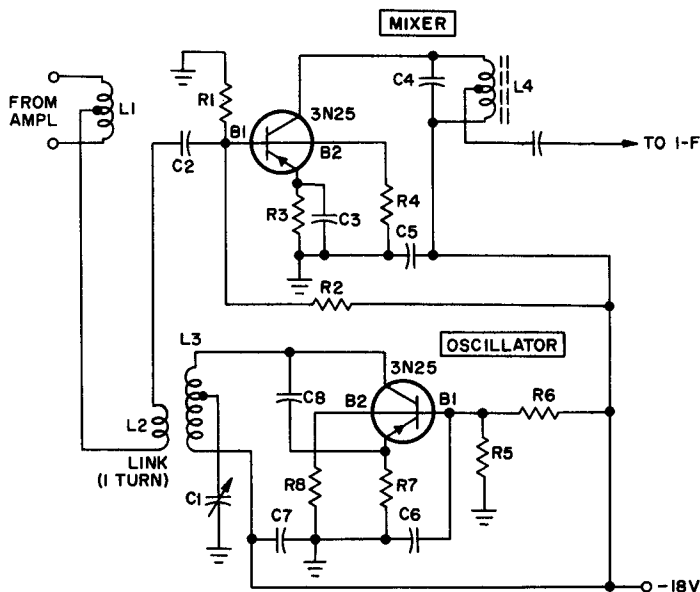 MIXER
FROM
AMPL
L1
R1
B1
3N25
B2
C2
C4
L4
TO I-F
R3
C3
R4
C5
R2
L3
OSCILLATOR
3N25
C8
B2
B1
R6
L2
LINK
(1 TURN)
C1
R8
R7
R5
C7
C6
-18V